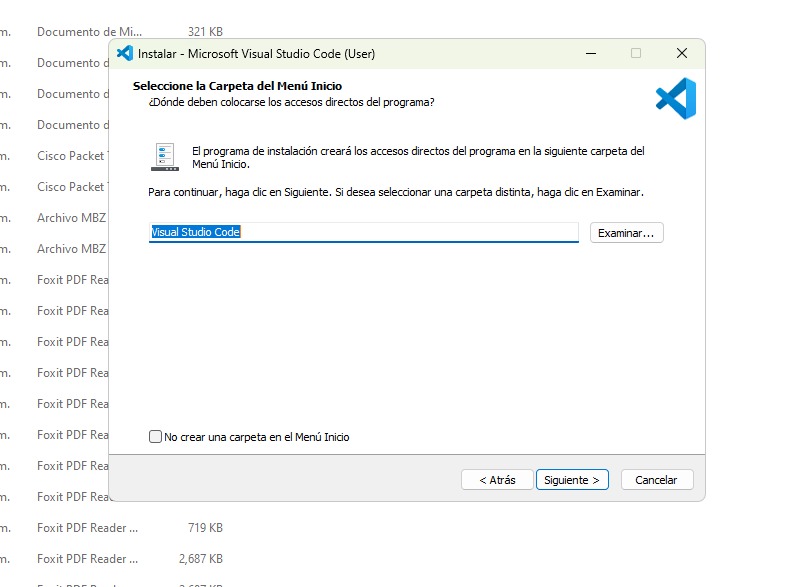 m. Documento de Mi... 321 KB
m. Documento d
m. Documento d
m. Documento d
m. Cisco Packet
m. Cisco Packet
m. Archivo MBZ
m. Archivo MBZ
m. Foxit PDF Rea
m. Foxit PDF Rea
m. Foxit PDF Rea
m. Foxit PDF Rea
m. Foxit PDF Rea
m. Foxit PDF Rea
m. Foxit PDF Rea
m. Foxit PDF Rea
m. Foxit PDF Reader ... 719 KB
m. Foxit PDF Reader ... 2,687 KB
Instalar - Microsoft Visual Studio Code (User)
Seleccione la Carpeta del Menú Inicio
¿Dónde deben colocarse los accesos directos del programa?
El programa de instalación creará los accesos directos del programa en la siguiente carpeta del
Menú Inicio.
Para continuar, haga clic en Siguiente. Si desea seleccionar una carpeta distinta, haga clic en Examinar.
Visual Studio Code
Examinar...
No crear una carpeta en el Menú Inicio
< Atrás
Siguiente >
Cancelar